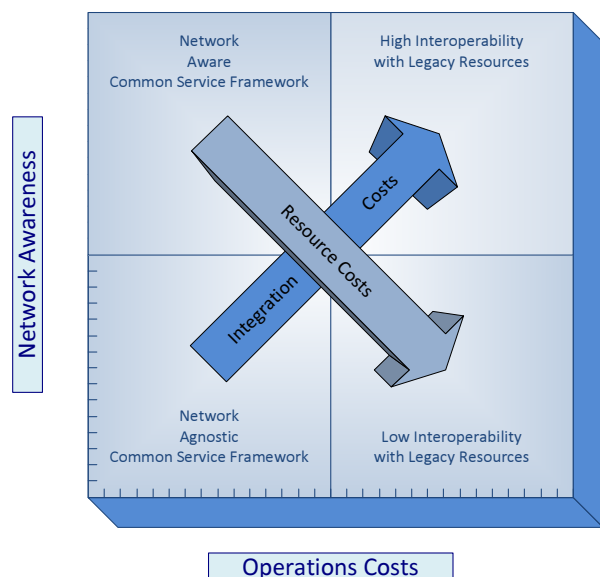 Network
Aware
Common Service Framework
High Interoperability
with Legacy Resources
Network Awareness
Costs
Resource Costs
Integration
Network
Agnostic
Common Service Framework
Low Interoperability
with Legacy Resources
Operations Costs